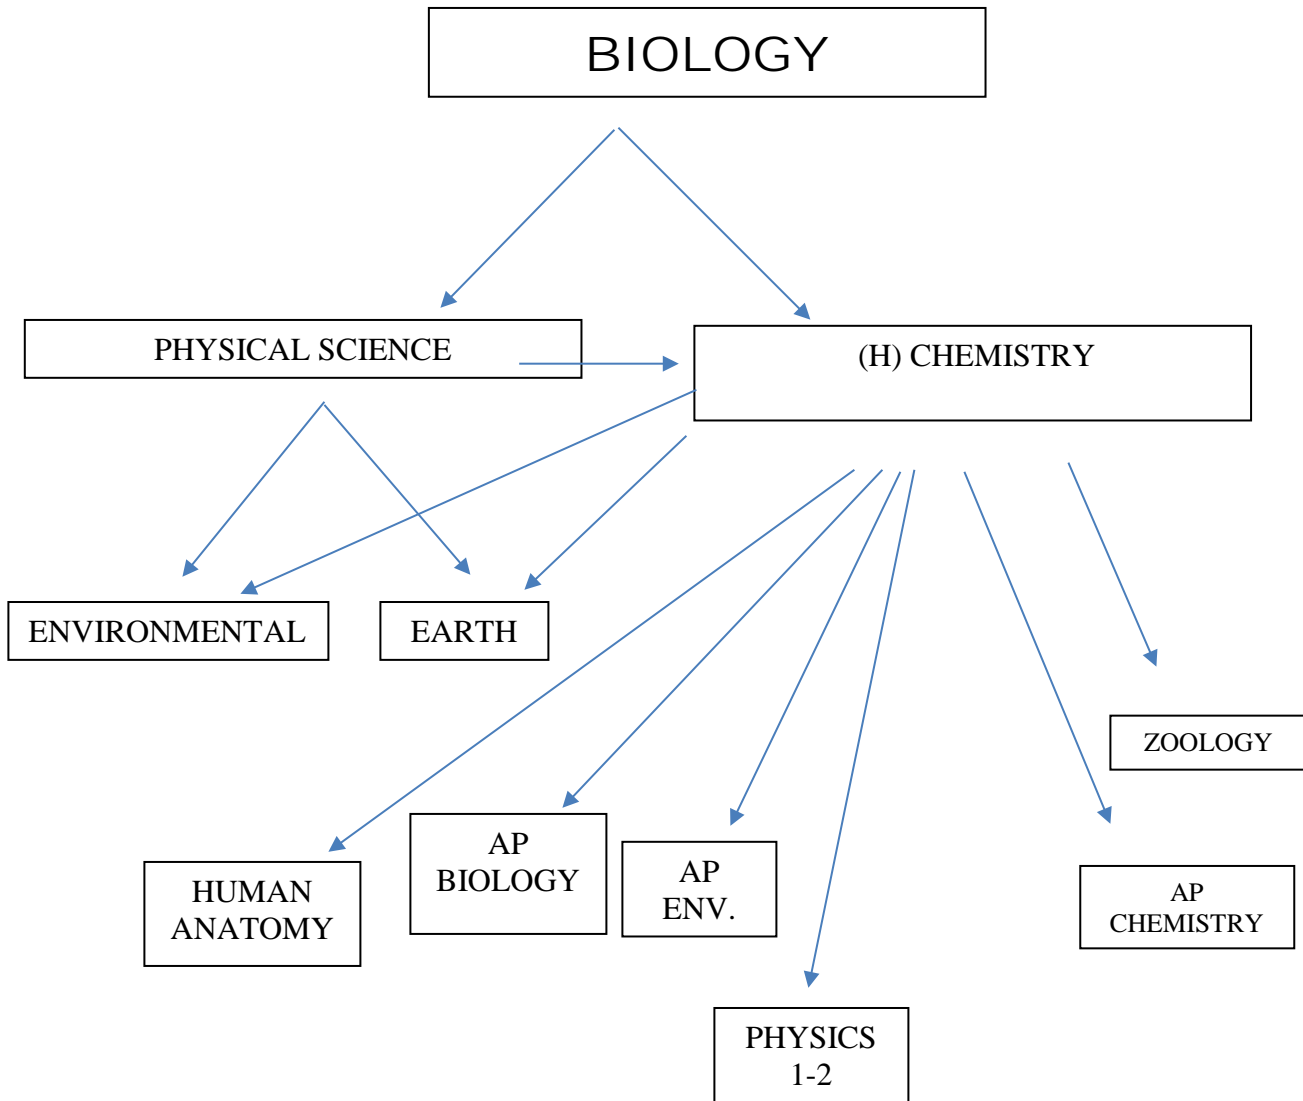 BIOLOGY
PHYSICAL SCIENCE
(H) CHEMISTRY
ENVIRONMENTAL
EARTH
ZOOLOGY
AP
BIOLOGY
AP
ENV.
HUMAN
ANATOMY
AP
CHEMISTRY
PHYSICS
1-2